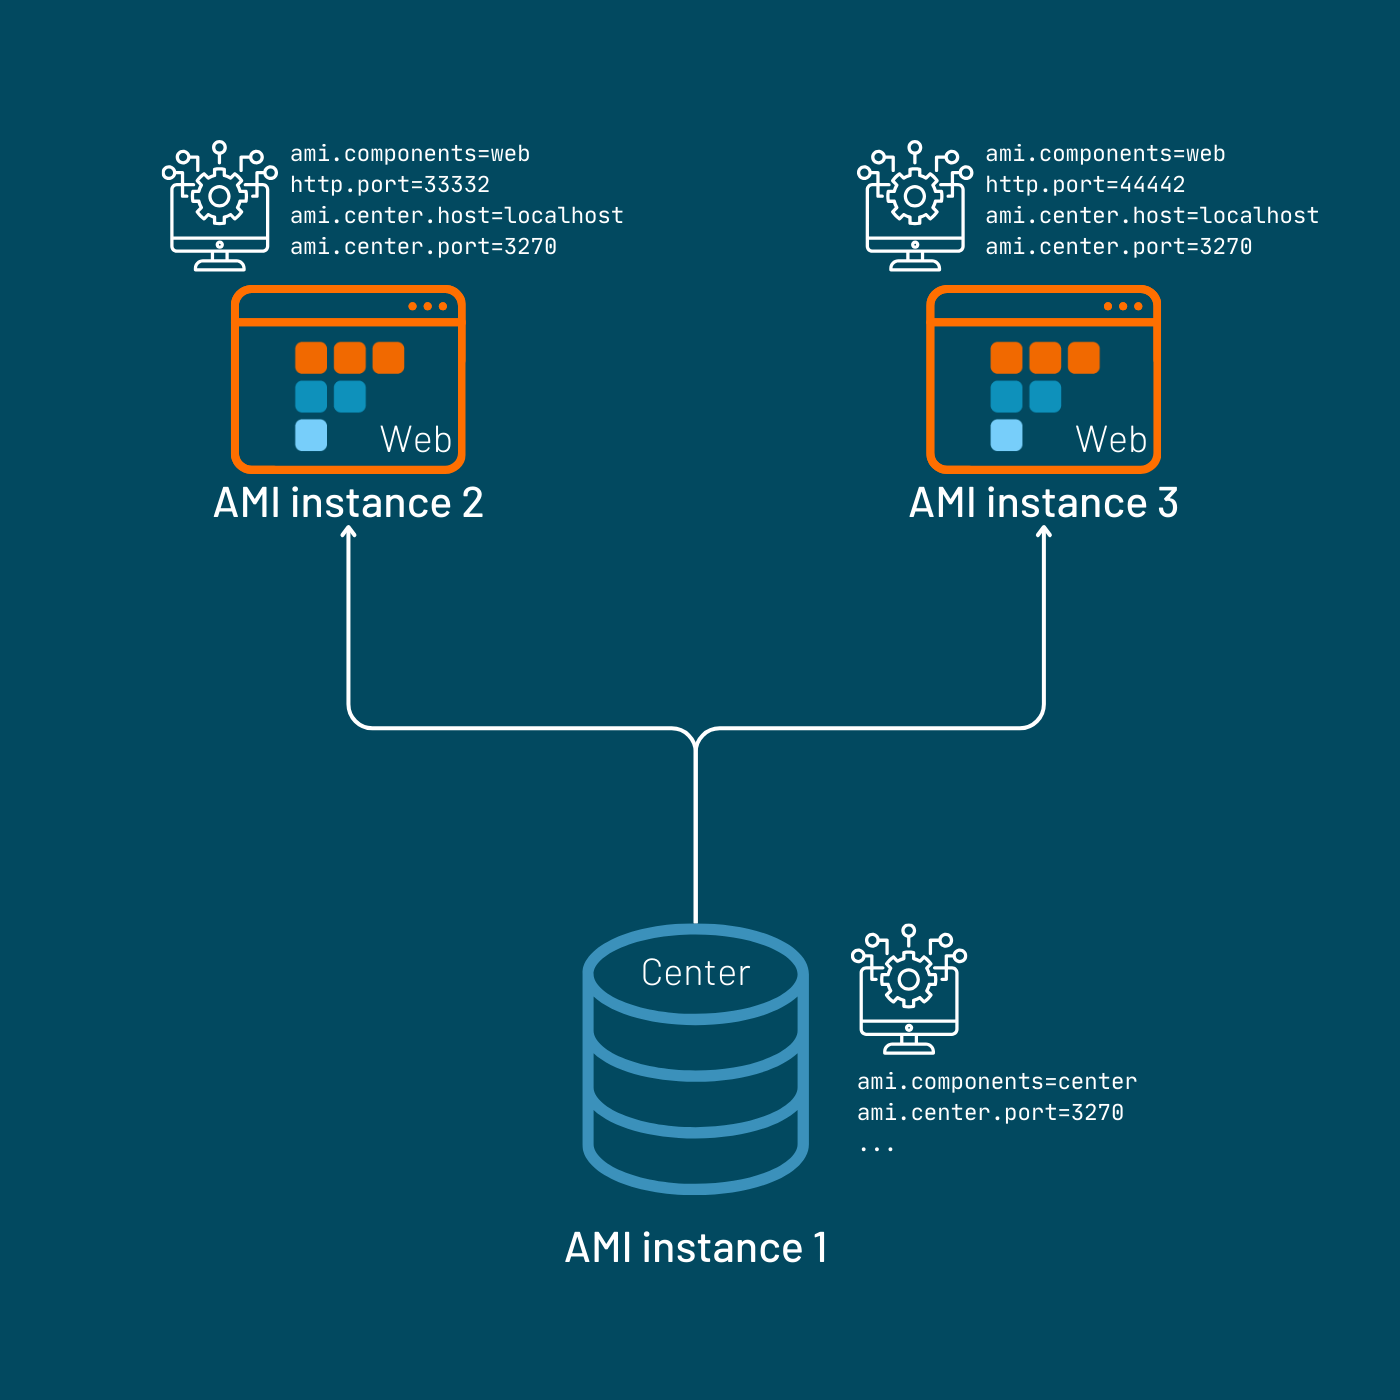 ami.components=web
http.port=33332
ami.center.host=localhost
ami.center.port=3270
Web
AMI instance 2
ami.components=web
http.port=44442
ami.center.host=localhost
ami.center.port=3270
Web
AMI instance 3
Center
ami.components=center
ami.center.port=3270
...
AMI instance 1